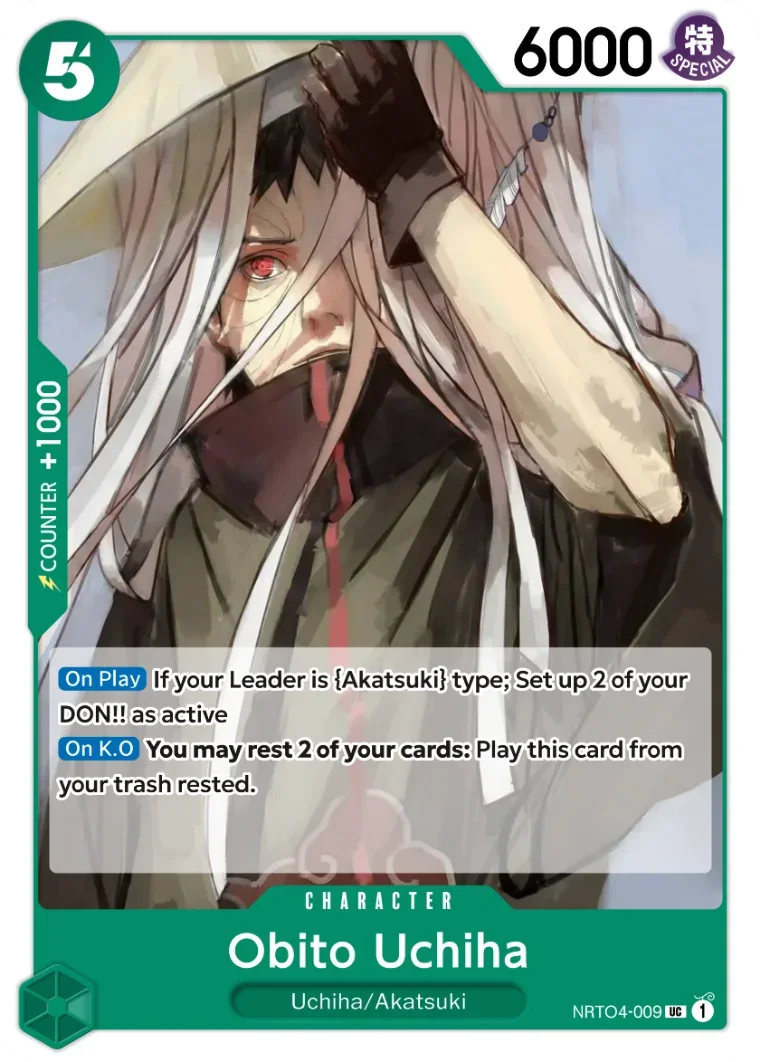 5
6000
特
SPECIAL
COUNTER +1000
On Play If your Leader is {Akatsuki} type; Set up 2 of your
DON!! as active
On K.O You may rest 2 of your cards: Play this card from
your trash rested.
CHARACTER
Obito Uchiha
Uchiha/Akatsuki
NRTO4-009 UC 1